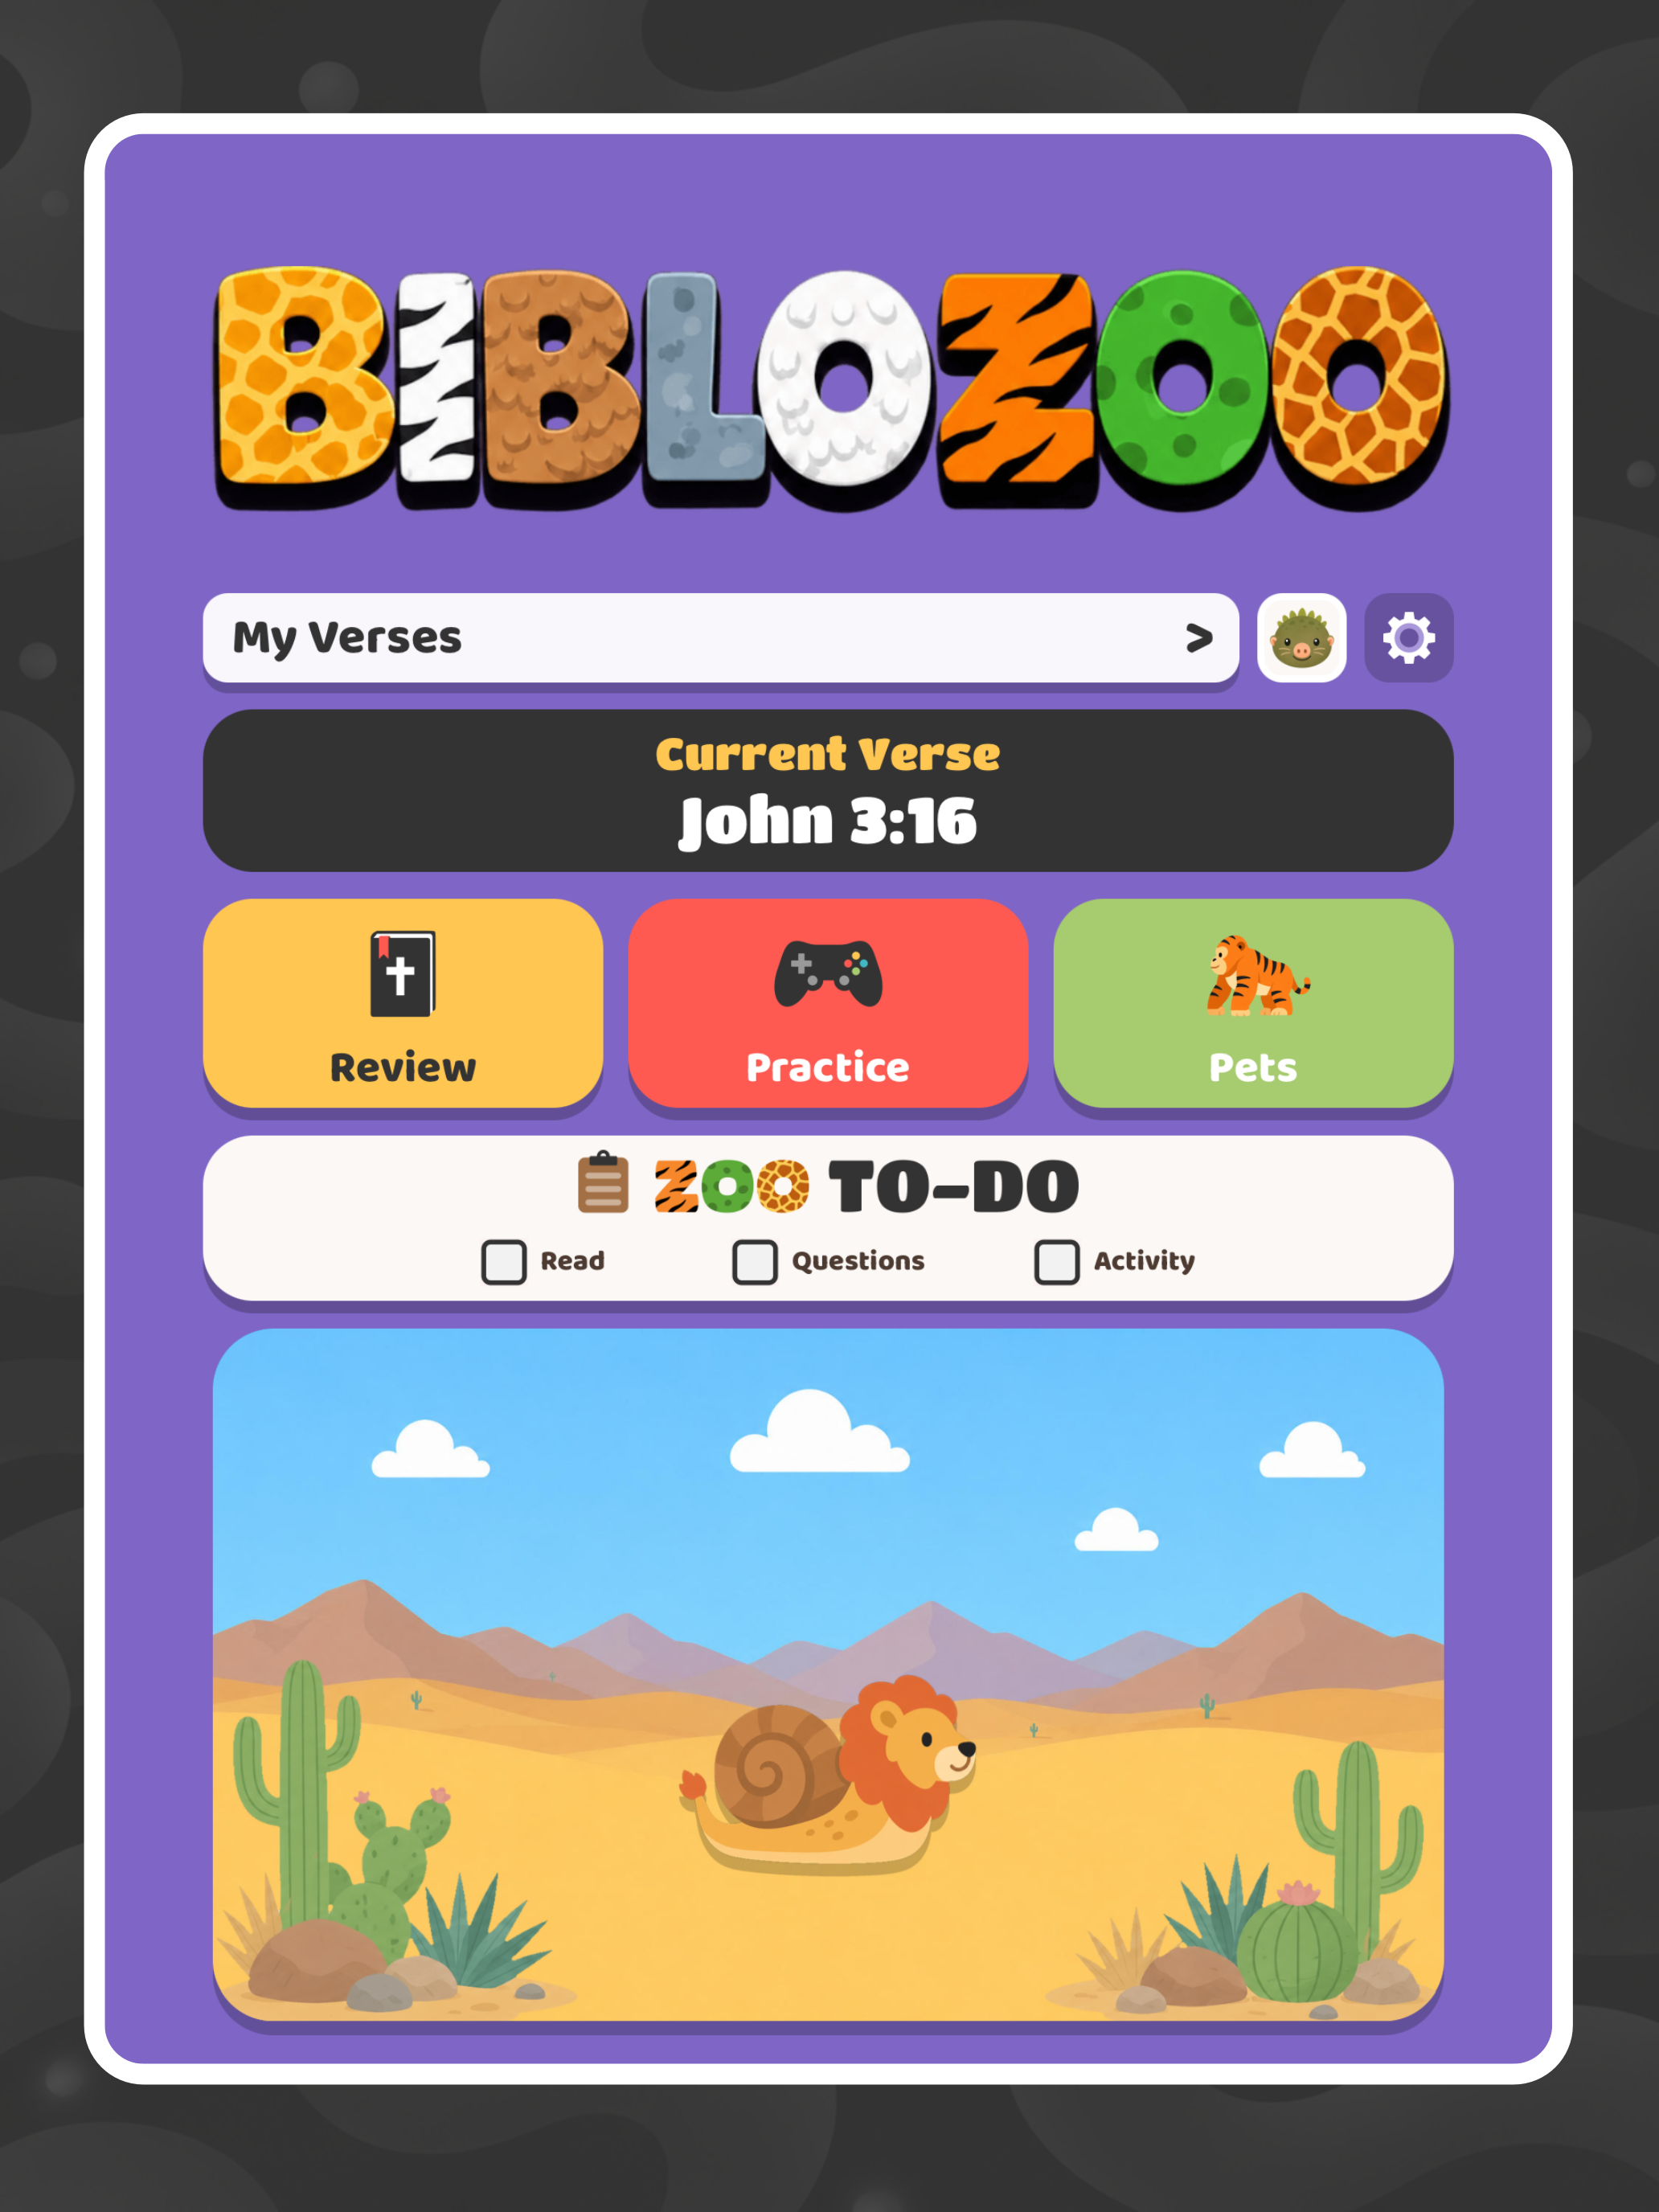 BIBLOZOO
My Verses >
Current Verse
John 3:16
Review Practice Pets
ZOO TO-DO
Read Questions Activity